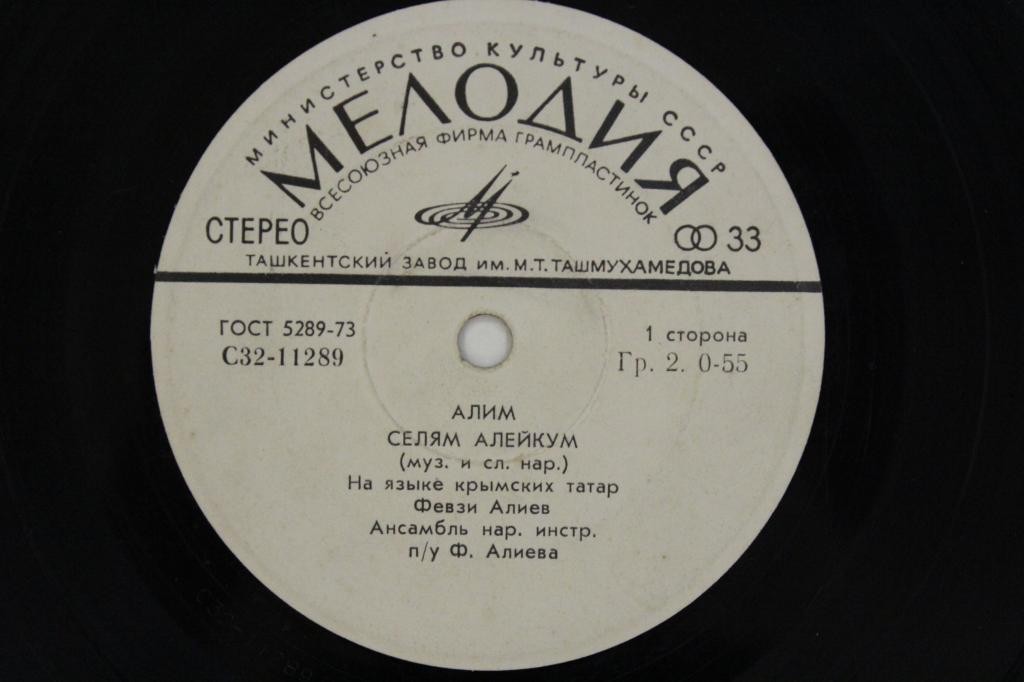 МИНИСТЕРСТВО КУЛЬТУРЫ СССР
МЕЛОДИЯ
ВСЕСОЮЗНАЯ ФИРМА ГРАМПЛАСТИНОК
СТЕРЕО
33
ТАШКЕНТСКИЙ ЗАВОД ИМ. М.Т. ТАШМУХАМЕДОВА
ГОСТ 5289-73
С32-11289
1 сторона
Гр. 2. 0-55
АЛИМ
СЕЛЯМ АЛЕЙКУМ
(муз. и сл. нар.)
На языке крымских татар
Февзи Алиев
Ансамбль нар. инстр.
п/у Ф. Алиева